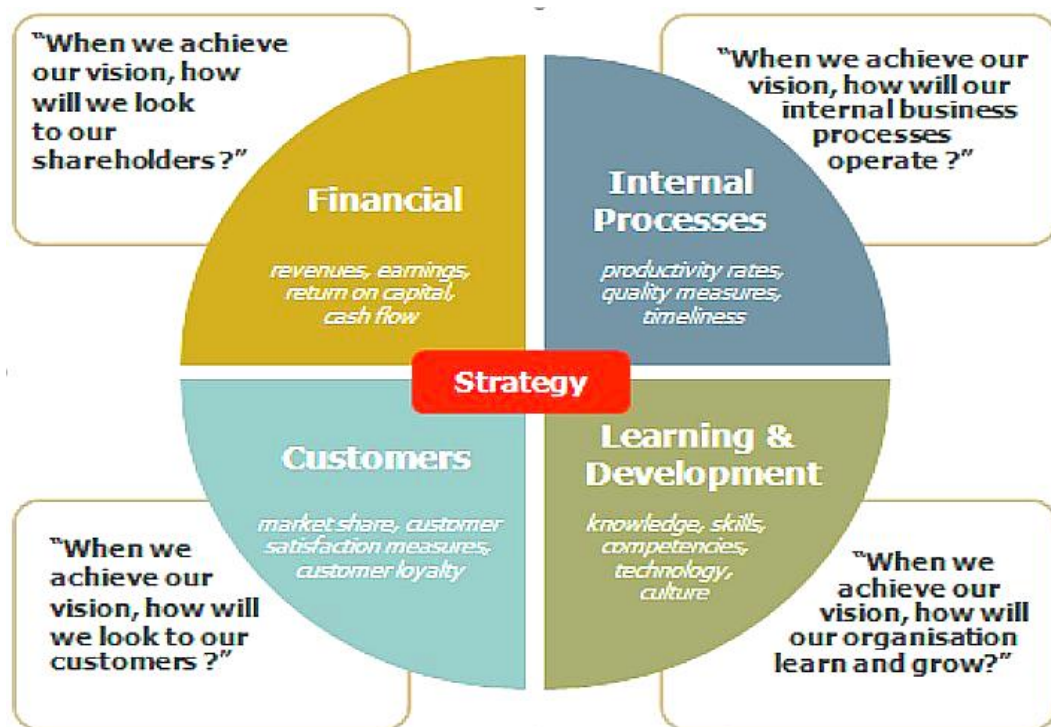 “When we achieve
our vision, how
will we look
to our
shareholders ?”
“When we achieve our
vision, how will our
internal business
processes
operate ?”
Financial
revenues, earnings,
return on capital,
cash flow
Internal
Processes
productivity rates,
quality measures,
timeliness
Strategy
Customers
market share, customer
satisfaction measures,
customer loyalty
Learning &
Development
knowledge, skills,
competencies,
technology,
culture
“When we
achieve our
vision, how will
we look to our
customers ?”
“When we
achieve our
vision, how will
our organisation
learn and grow?”